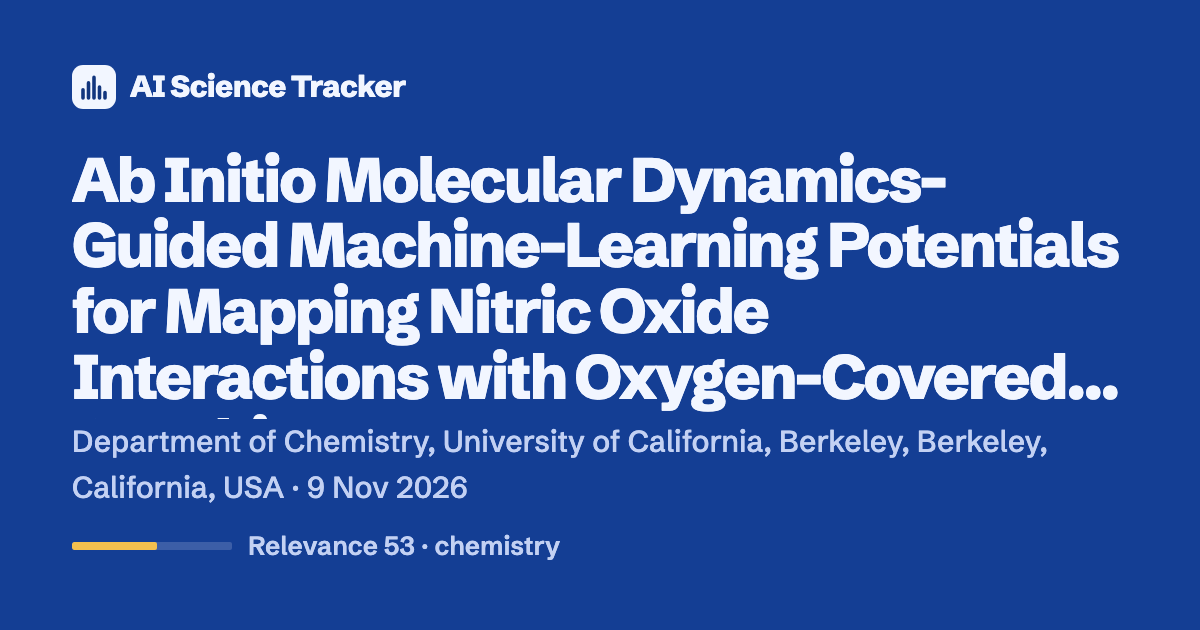 AI Science Tracker
Ab Initio Molecular Dynamics-
Guided Machine-Learning Potentials
for Mapping Nitric Oxide
Interactions with Oxygen-Covered...
Department of Chemistry, University of California, Berkeley, Berkeley,
California, USA · 9 Nov 2026
Relevance 53 · chemistry